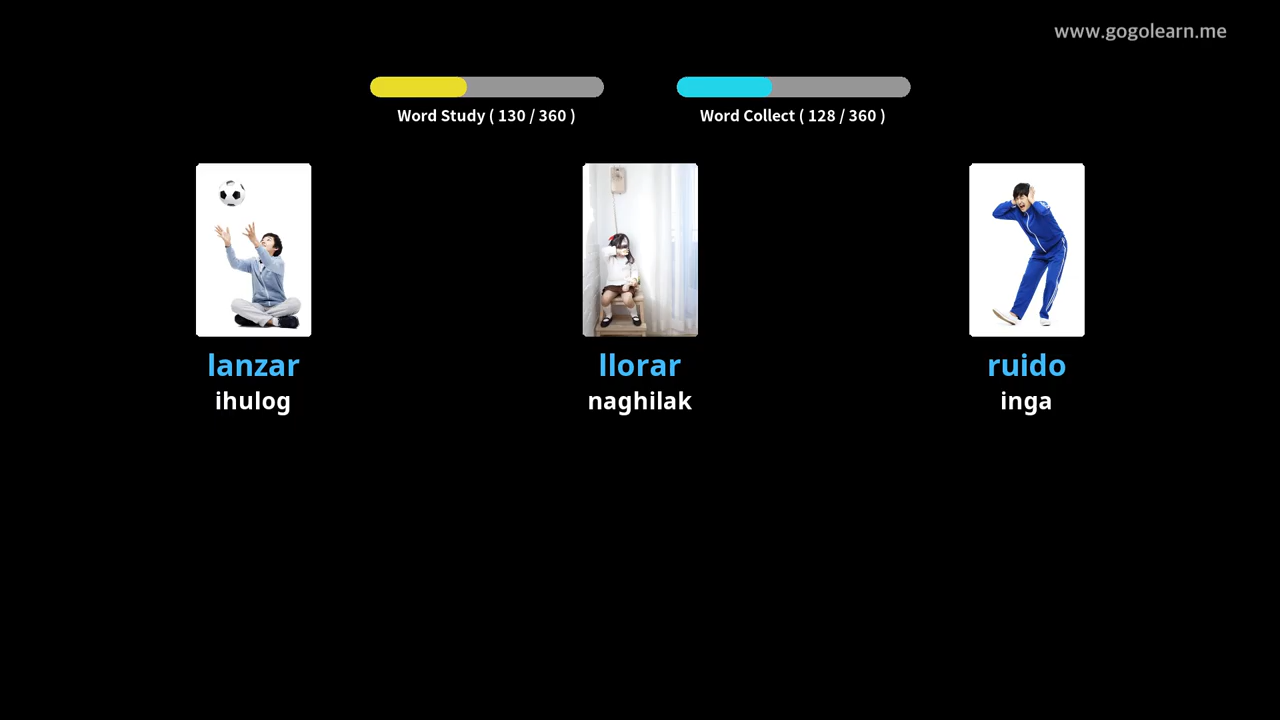 www.gogolearn.me
Word Study ( 130 / 360 )
Word Collect ( 128 / 360 )
lanzar
ihulog
llorar
naghilak
ruido
inga